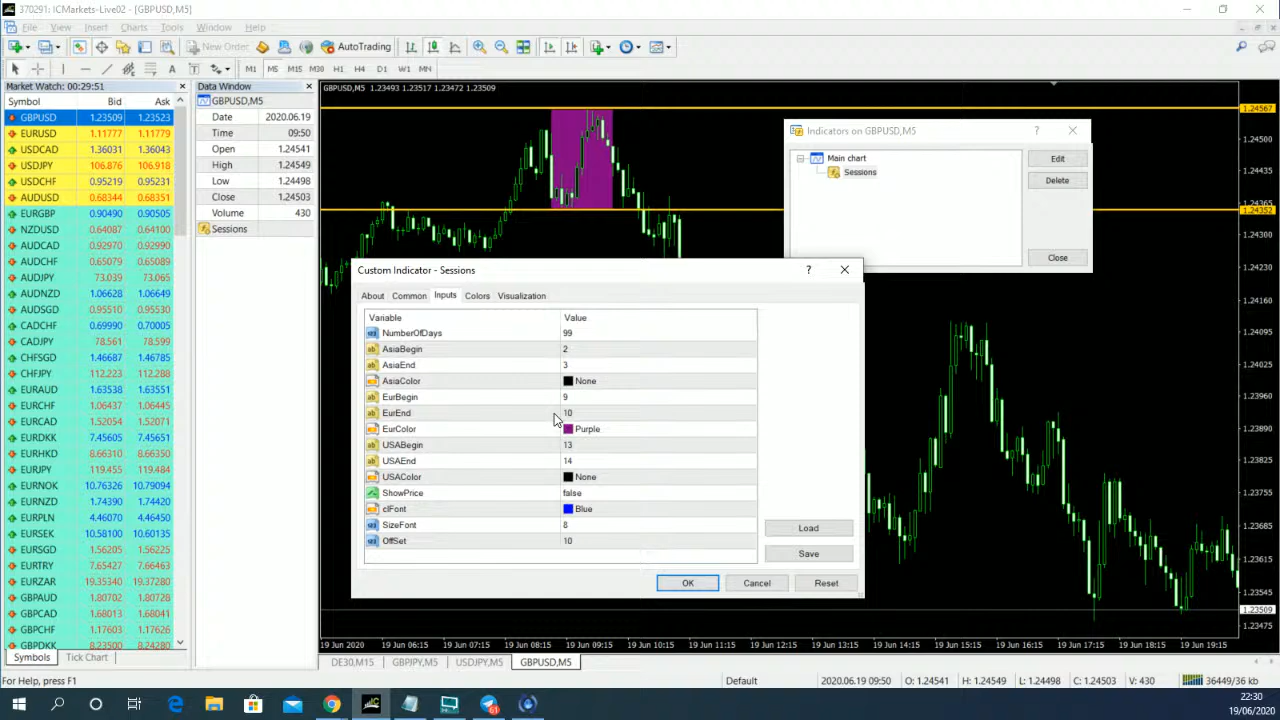 370291: ICMarkets-Live02 - [GBPUSD,M5]
File View Insert Charts Tools Window Help
New Order AutoTrading
M1 M5 M15 M30 H1 H4 D1 W1 MN
Market Watch: 00:29:51
Symbol Bid Ask
GBPUSD 1.23509 1.23523
EURUSD 1.11777 1.11779
USDCAD 1.36031 1.36043
USDJPY 106.876 106.918
USDCHF 0.95219 0.95231
AUDUSD 0.68344 0.68351
EURGBP 0.90490 0.90505
NZDUSD 0.64087 0.64100
AUDCAD 0.92970 0.92990
AUDCHF 0.65079 0.65089
AUDJPY 73.039 73.065
AUDNZD 1.06628 1.06649
AUDSGD 0.95510 0.95530
CADCHF 0.69990 0.70005
CADJPY 78.561 78.599
CHFSGD 1.46687 1.46785
CHFJPY 112.223 112.288
EURAUD 1.63538 1.63551
EURCHF 1.06437 1.06445
EURCAD 1.52054 1.52071
EURDKK 7.45605 7.45651
EURHKD 8.66310 8.66350
EURJPY 119.455 119.484
EURNOK 10.76326 10.79094
EURNZD 1.74390 1.74420
EURPLN 4.46070 4.46450
EURSEK 10.58100 10.60135
EURSGD 1.56205 1.56225
EURTRY 7.65427 7.66463
EURZAR 19.35340 19.37280
GBPAUD 1.80702 1.80728
GBPCAD 1.68013 1.68041
GBPCHF 1.17603 1.17626
GBPDKK 8.23500 8.24280
Symbols Tick Chart
Data Window
GBPUSD,M5
Date 2020.06.19
Time 09:50
Open 1.24541
High 1.24549
Low 1.24498
Close 1.24503
Volume 430
Sessions
GBPUSD,M5 1.23493 1.23517 1.23472 1.23509
Indicators on GBPUSD,M5 ?
Main chart
Sessions
Edit
Delete
Close
Custom Indicator - Sessions ?
About Common Inputs Colors Visualization
Variable Value
NumberOfDays 99
AsiaBegin 2
AsiaEnd 3
AsiaColor None
EurBegin 9
EurEnd 10
EurColor Purple
USABegin 13
USAEnd 14
USAColor None
ShowPrice false
clFont Blue
SizeFont 8
OffSet 10
Load
Save
OK Cancel Reset
1.24567
1.24500
1.24435
1.24365
1.24352
1.24300
1.24230
1.24160
1.24095
1.24025
1.23960
1.23890
1.23820
1.23755
1.23685
1.23665
1.23615
1.23545
1.23509
1.23475
19 Jun 2020 19 Jun 06:15 19 Jun 07:15 19 Jun 08:15 19 Jun 09:15 19 Jun 10:15 19 Jun 11:15 19 Jun 12:15 19 Jun 13:15 19 Jun 14:15 19 Jun 15:15 19 Jun 16:15 19 Jun 17:15 19 Jun 18:15 19 Jun 19:15
DE30,M15 GBPJPY,M5 USDJPY,M5 GBPUSD,M5
For Help, press F1 Default 2020.06.19 09:50 O: 1.24541 H: 1.24549 L: 1.24498 C: 1.24503 V: 430 36449/36 kb
22:30
19/06/2020